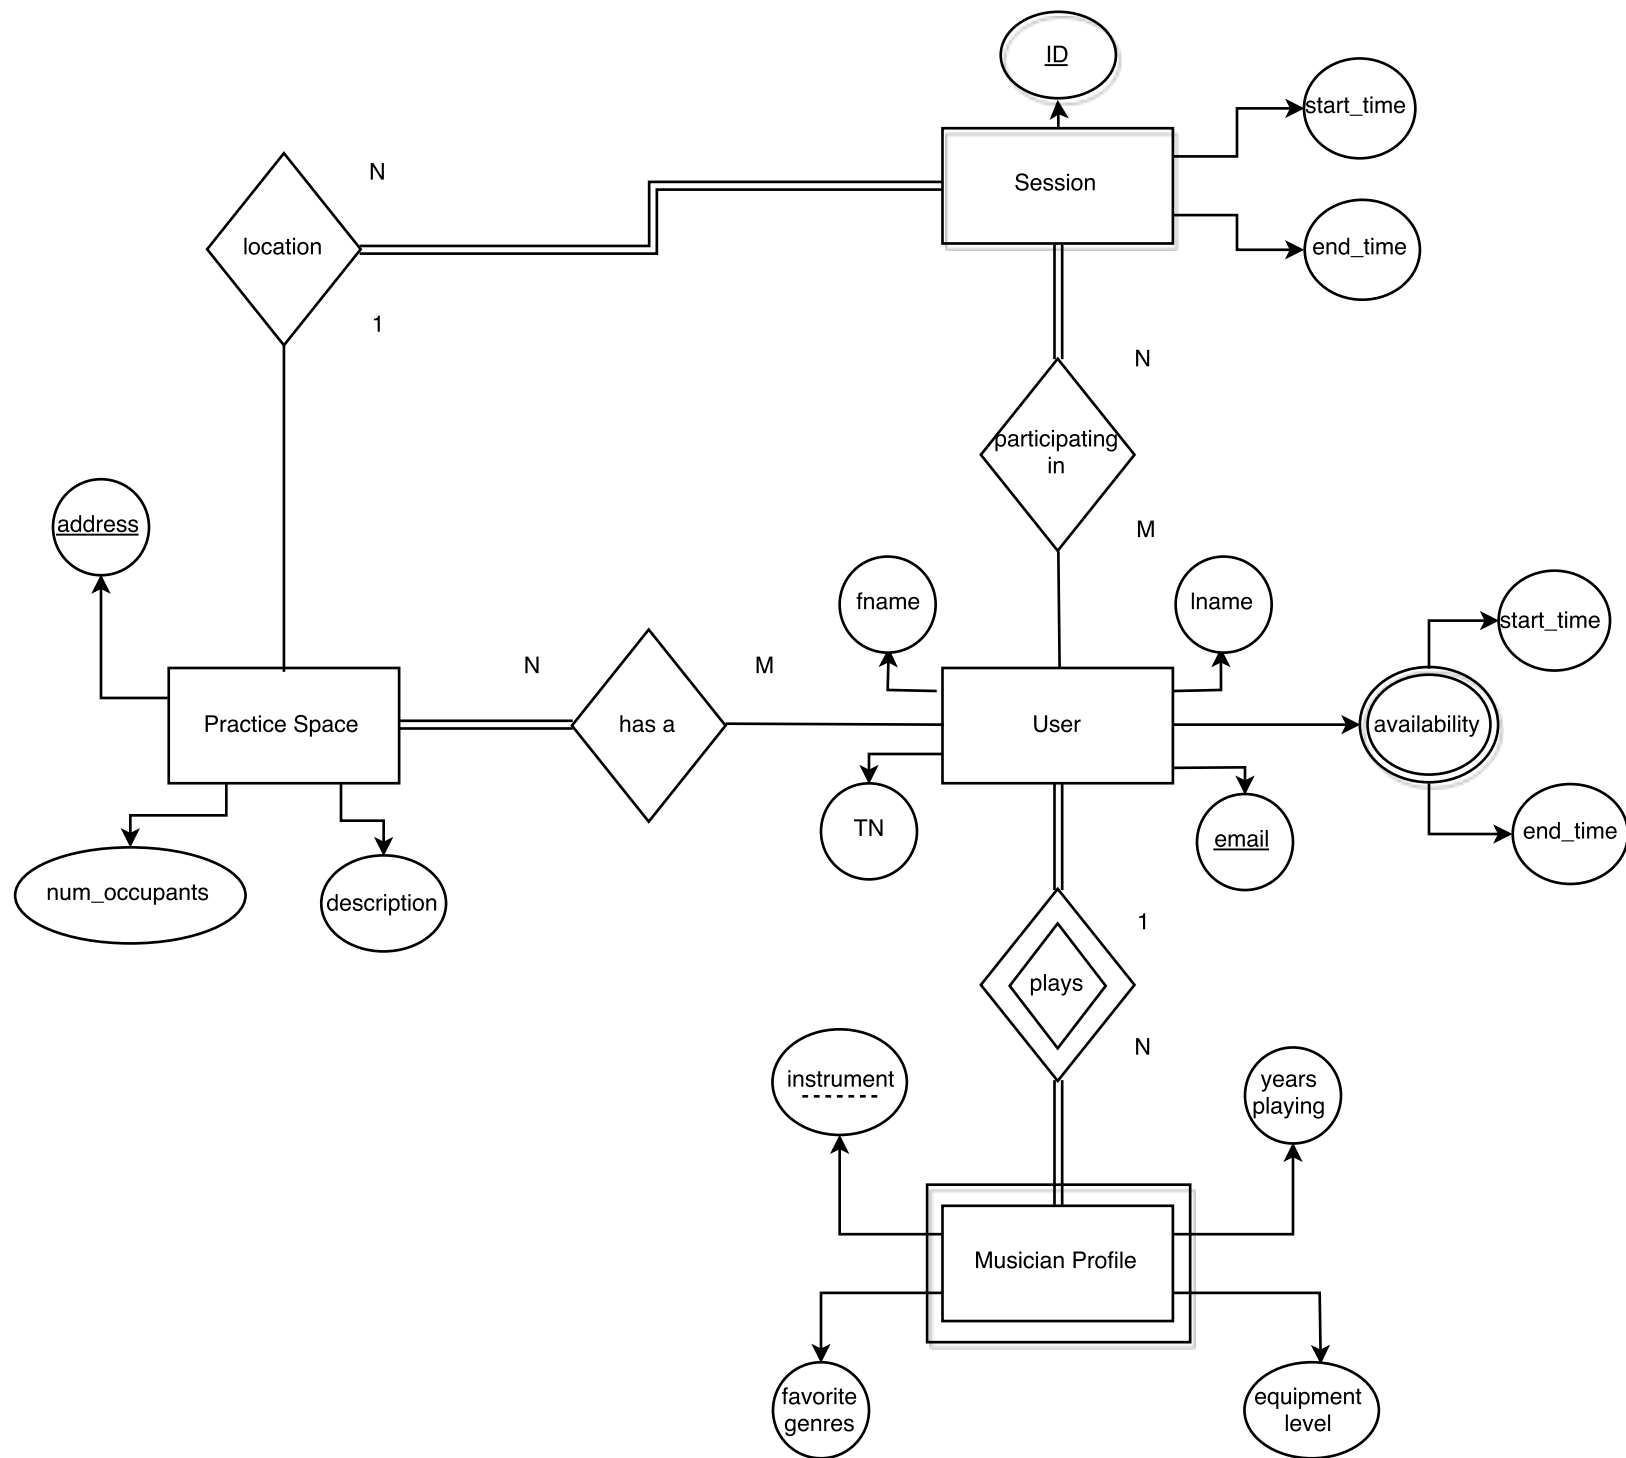 ID
start_time
N
Session
location
end_time
1
N
participating
in
address
M
fname
lname
start_time
N
M
Practice Space
has a
User
availability
TN
email
end_time
num_occupants
description
1
plays
N
instrument
years
playing
Musician Profile
favorite
genres
equipment
level